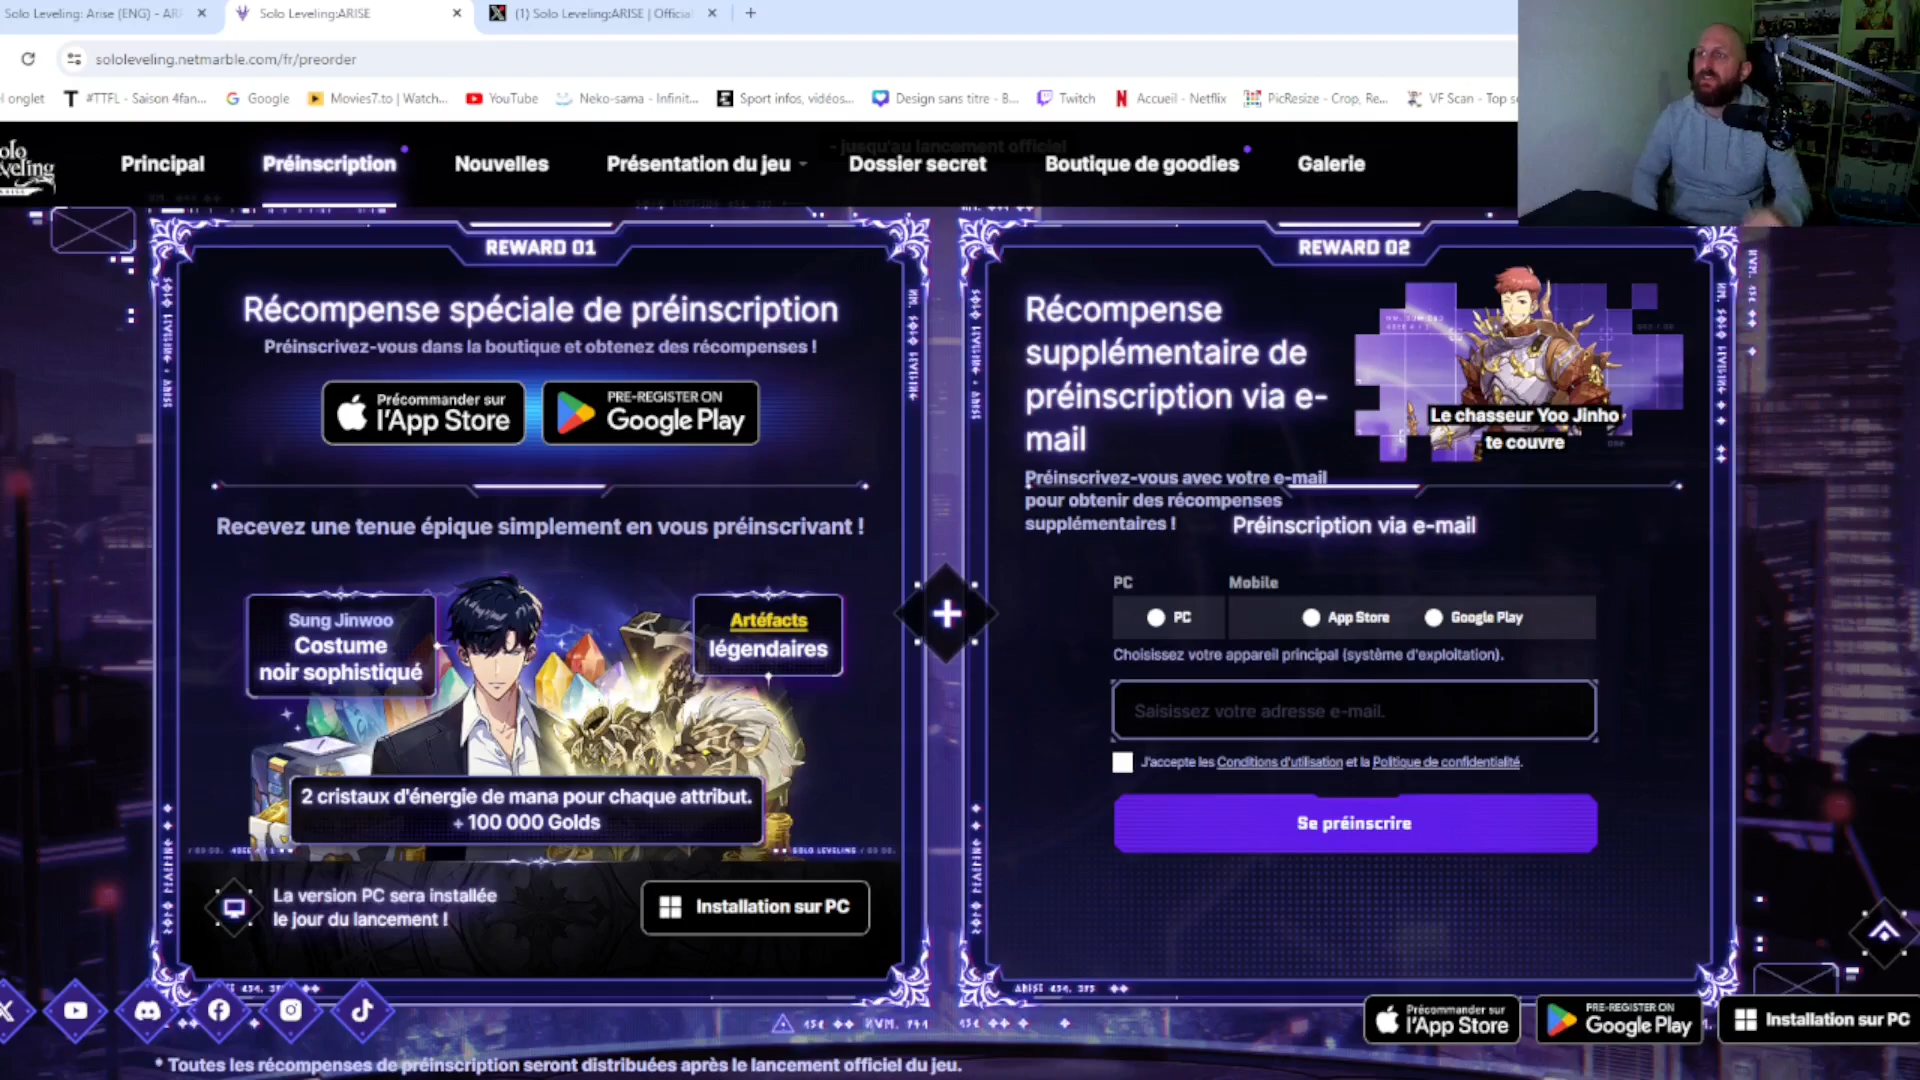 Solo Leveling: Arise (ENG) - AR
Solo Leveling:ARISE
(1) Solo Leveling:ARISE | Officia
sololeveling.netmarble.com/fr/preorder
onglet
#TTFL - Saison 4fan...
Google
Movies7.to | Watch...
YouTube
Neko-sama - Infinit...
Sport infos, vidéos...
Design sans titre - B...
Twitch
Accueil - Netflix
PicResize - Crop, Re...
VF Scan - Top s
- jusqu'au lancement officiel
Principal
Préinscription
Nouvelles
Présentation du jeu
Dossier secret
Boutique de goodies
Galerie
REWARD 01
Récompense spéciale de préinscription
Préinscrivez-vous dans la boutique et obtenez des récompenses !
Précommander sur
l'App Store
PRE-REGISTER ON
Google Play
Recevez une tenue épique simplement en vous préinscrivant !
Sung Jinwoo
Costume
noir sophistiqué
Artéfacts
légendaires
2 cristaux d'énergie de mana pour chaque attribut.
+ 100 000 Golds
La version PC sera installée
le jour du lancement !
Installation sur PC
REWARD 02
Récompense
supplémentaire de
préinscription via e-
mail
Le chasseur Yoo Jinho
te couvre
Préinscrivez-vous avec votre e-mail
pour obtenir des récompenses
supplémentaires !
Préinscription via e-mail
PC
Mobile
PC
App Store
Google Play
Choisissez votre appareil principal (système d'exploitation).
Saisissez votre adresse e-mail.
J'accepte les Conditions d'utilisation et la Politique de confidentialité.
Se préinscrire
Précommander sur
l'App Store
PRE-REGISTER ON
Google Play
Installation sur PC
* Toutes les récompenses de préinscription seront distribuées après le lancement officiel du jeu.